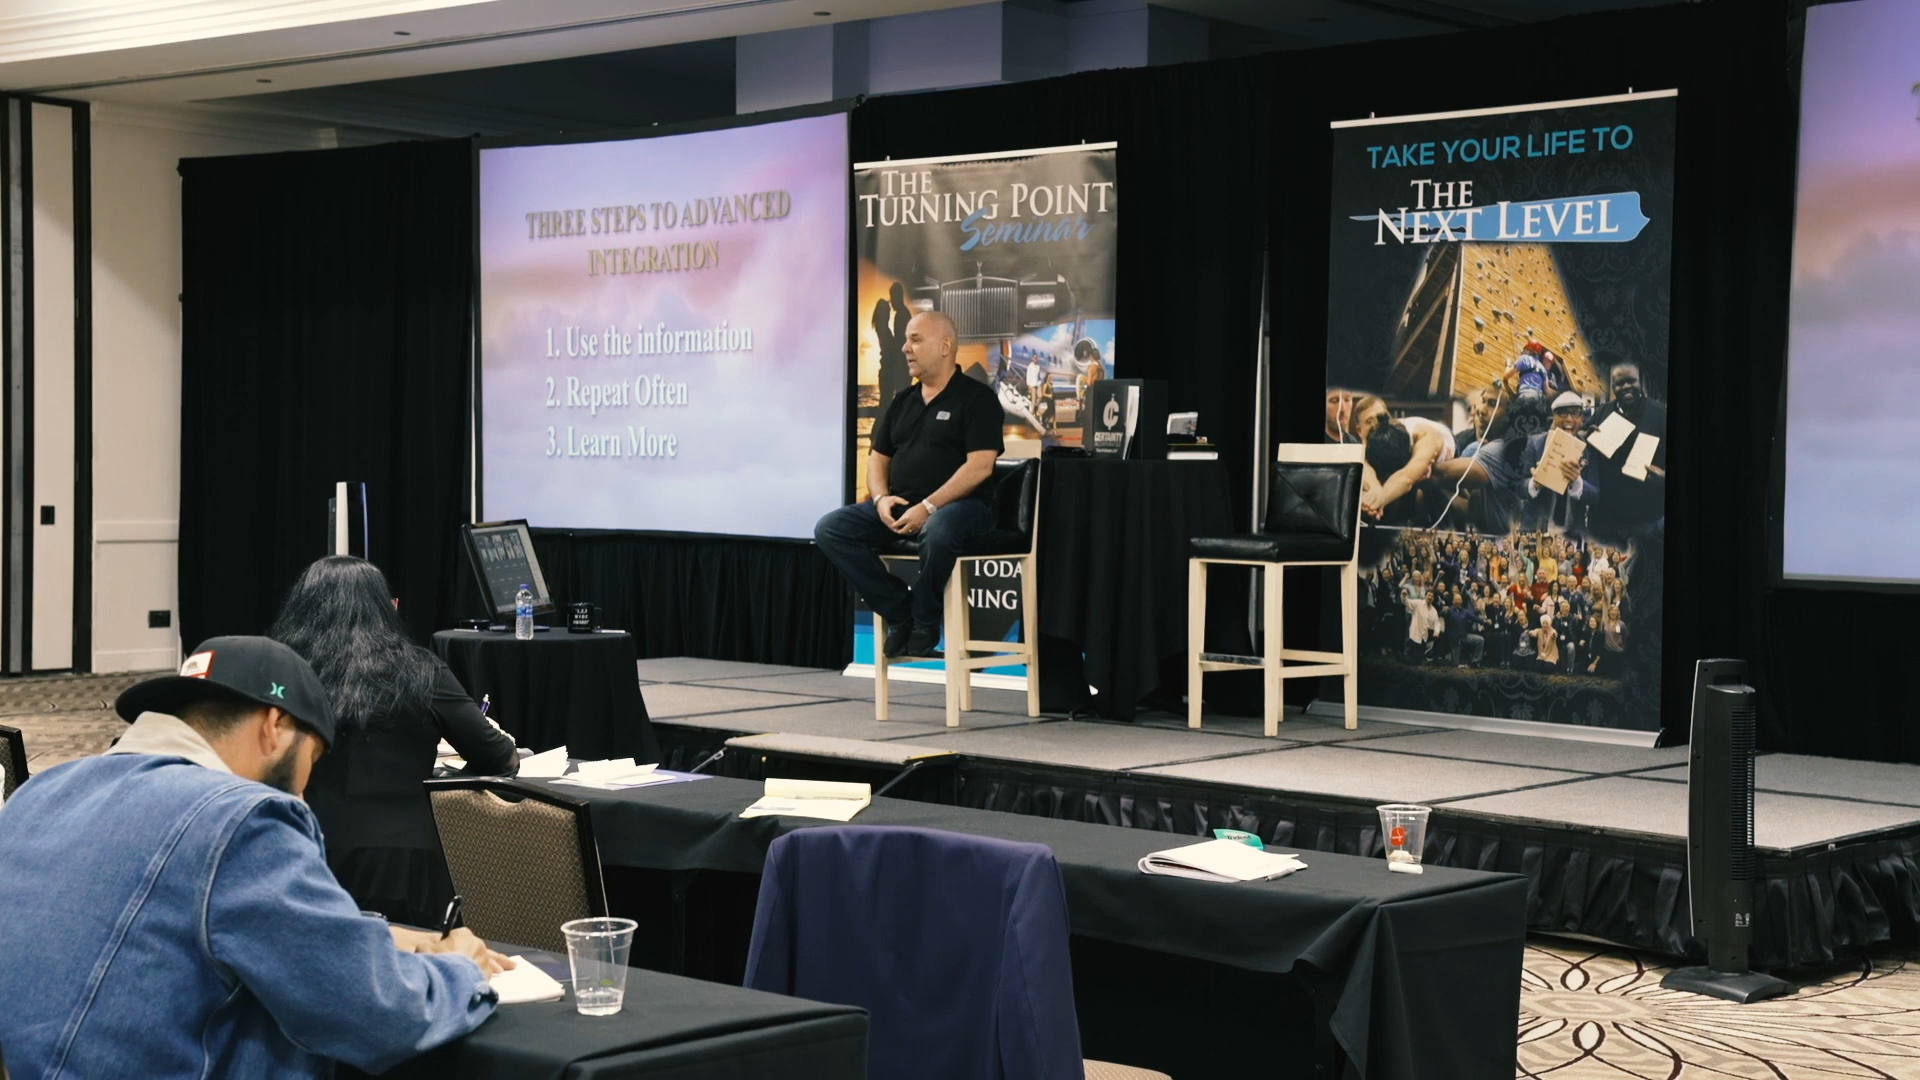 THREE STEPS TO ADVANCED
INTEGRATION
1. Use the information
2. Repeat Often
3. Learn More
THE
TURNING POINT
Seminar
TODA
NING
CERTAINTY
TAKE YOUR LIFE TO
THE
NEXT LEVEL